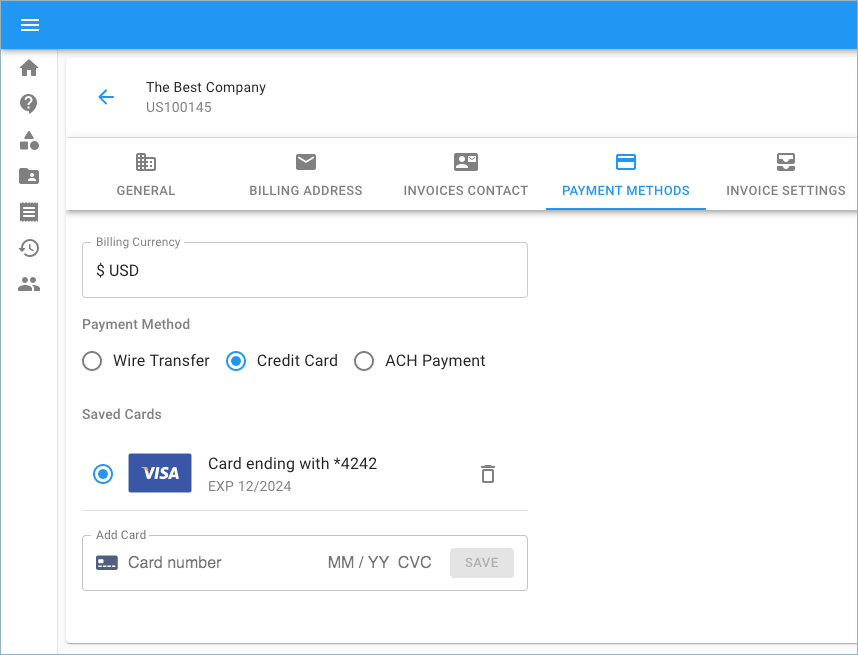 The Best Company
US100145
GENERAL
BILLING ADDRESS
INVOICES CONTACT
PAYMENT METHODS
INVOICE SETTINGS
Billing Currency
$ USD
Payment Method
Wire Transfer
Credit Card
ACH Payment
Saved Cards
VISA
Card ending with *4242
EXP 12/2024
Add Card
Card number
MM / YY CVC
SAVE